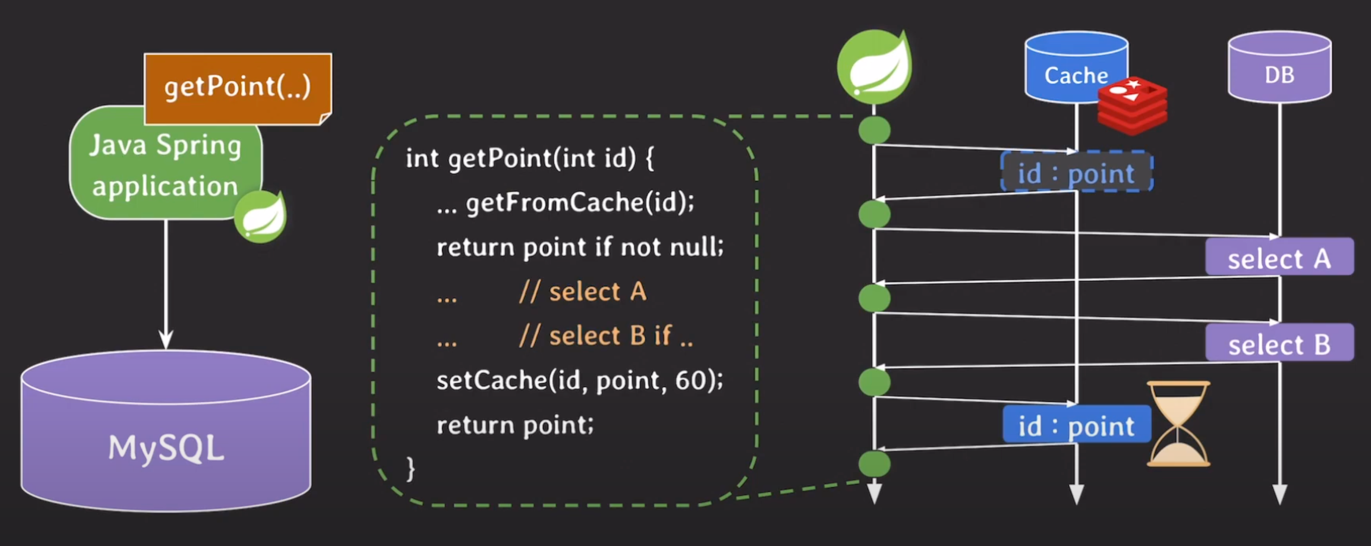 getPoint(..)
Java Spring
application
MySQL
int getPoint(int id) {
... getFromCache(id);
return point if not null;
... // select A
... // select B if ..
setCache(id, point, 60);
return point;
}
Cache
DB
id : point
select A
select B
id : point